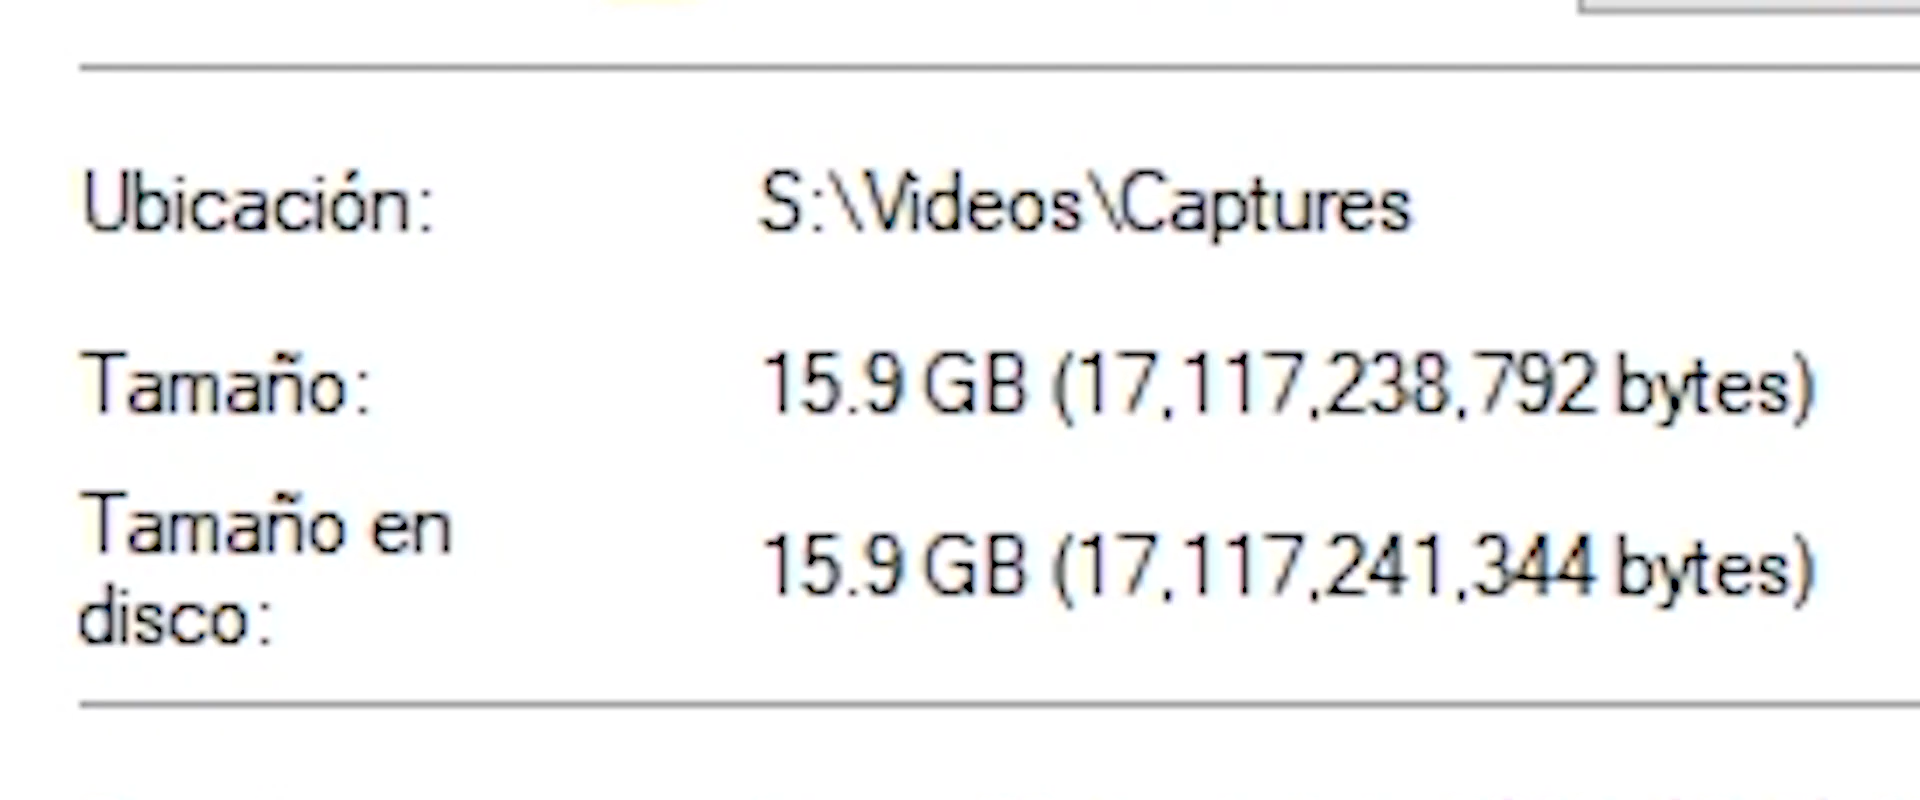 Ubicación: S:\Videos\Captures
Tamaño: 15.9 GB (17,117,238,792 bytes)
Tamaño en
disco: 15.9 GB (17,117,241,344 bytes)